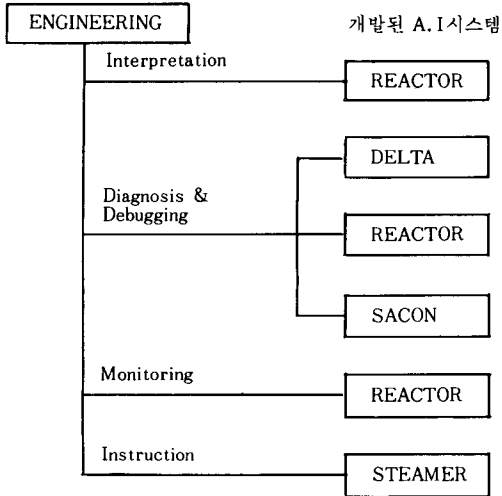 ENGINEERING
개발된 A.I시스템
Interpretation
REACTOR
DELTA
Diagnosis &
Debugging
REACTOR
SACON
Monitoring
REACTOR
Instruction
STEAMER